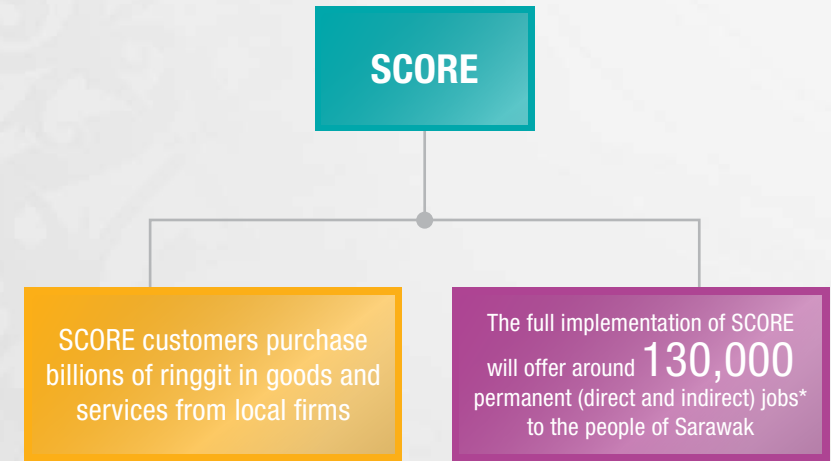 SCORE
SCORE customers purchase
billions of ringgit in goods and
services from local firms
The full implementation of SCORE
will offer around 130,000
permanent (direct and indirect) jobs*
to the people of Sarawak